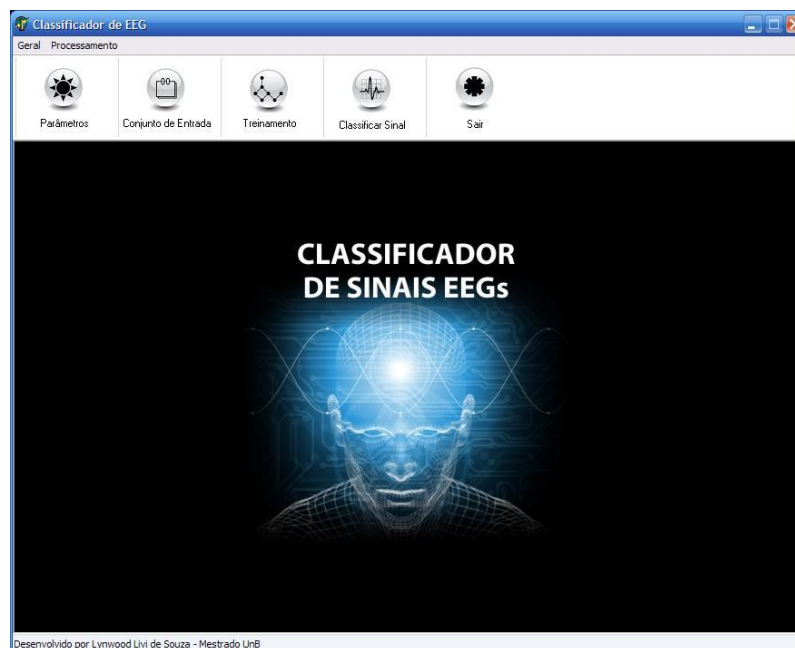 Classificador de EEG
Geral Processamento
Parâmetros Conjunto de Entrada Treinamento Classificar Sinal Sair
CLASSIFICADOR
DE SINAIS EEGs
Desenvolvido por Lynwood Livi de Souza - Mestrado UnB